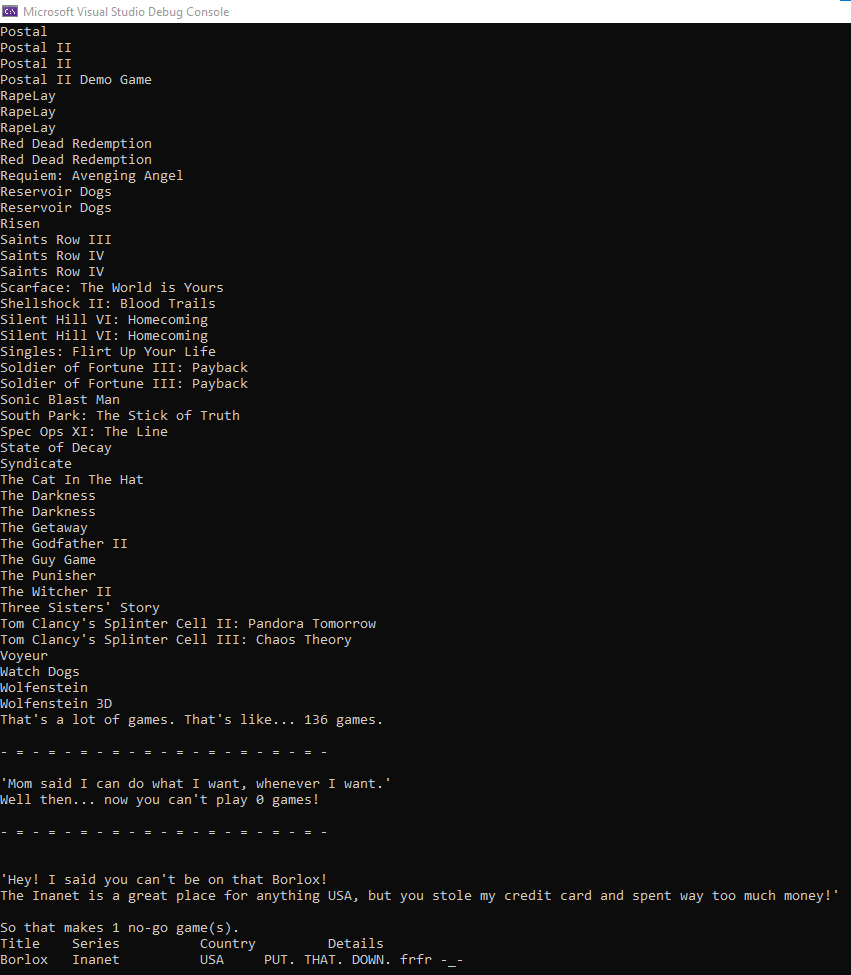 Microsoft Visual Studio Debug Console
Postal
Postal II
Postal II
Postal II Demo Game
RapeLay
RapeLay
RapeLay
Red Dead Redemption
Red Dead Redemption
Requiem: Avenging Angel
Reservoir Dogs
Reservoir Dogs
Risen
Saints Row III
Saints Row IV
Saints Row IV
Scarface: The World is Yours
Shellshock II: Blood Trails
Silent Hill VI: Homecoming
Silent Hill VI: Homecoming
Singles: Flirt Up Your Life
Soldier of Fortune III: Payback
Soldier of Fortune III: Payback
Sonic Blast Man
South Park: The Stick of Truth
Spec Ops XI: The Line
State of Decay
Syndicate
The Cat In The Hat
The Darkness
The Darkness
The Getaway
The Godfather II
The Guy Game
The Punisher
The Witcher II
Three Sisters' Story
Tom Clancy's Splinter Cell II: Pandora Tomorrow
Tom Clancy's Splinter Cell III: Chaos Theory
Voyeur
Watch Dogs
Wolfenstein
Wolfenstein 3D
That's a lot of games. That's like... 136 games.
- = - = - = - = - = - = - = - = - = - = -
'Mom said I can do what I want, whenever I want.'
Well then... now you can't play 0 games!
- = - = - = - = - = - = - = - = - = - = -
'Hey! I said you can't be on that Borlox!
The Inanet is a great place for anything USA, but you stole my credit card and spent way too much money!'
So that makes 1 no-go game(s).
Title Series Country Details
Borlox Inanet USA PUT. THAT. DOWN. frfr -_-